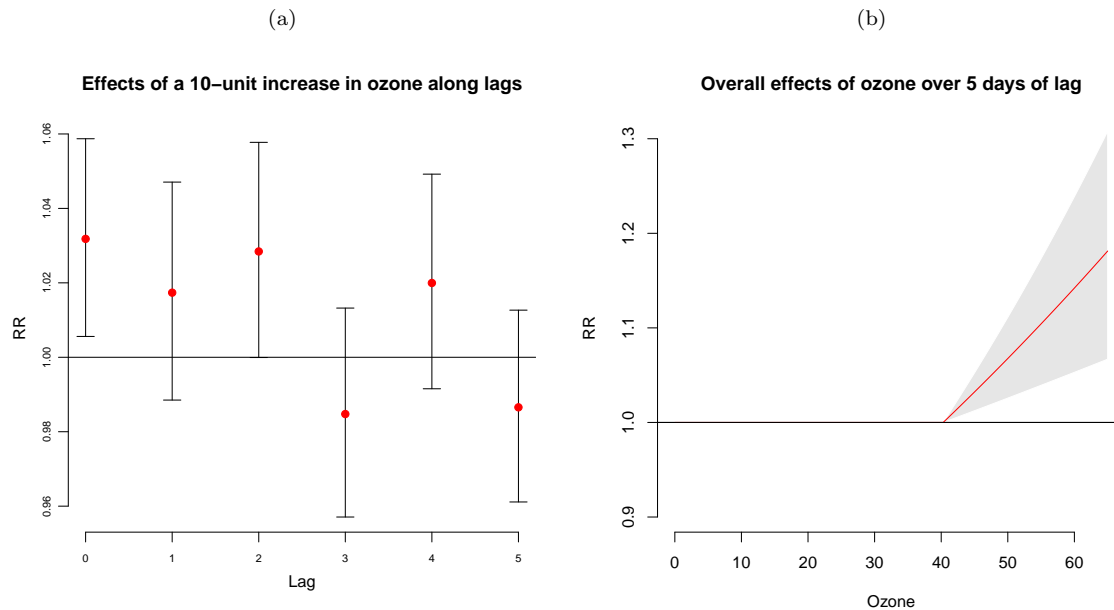 (a)
Effects of a 10−unit increase in ozone along lags
RR
1.06
1.04
1.02
1.00
0.98
0.96
0 1 2 3 4 5
Lag
(b)
Overall effects of ozone over 5 days of lag
RR
1.3
1.2
1.1
1.0
0.9
0 10 20 30 40 50 60
Ozone